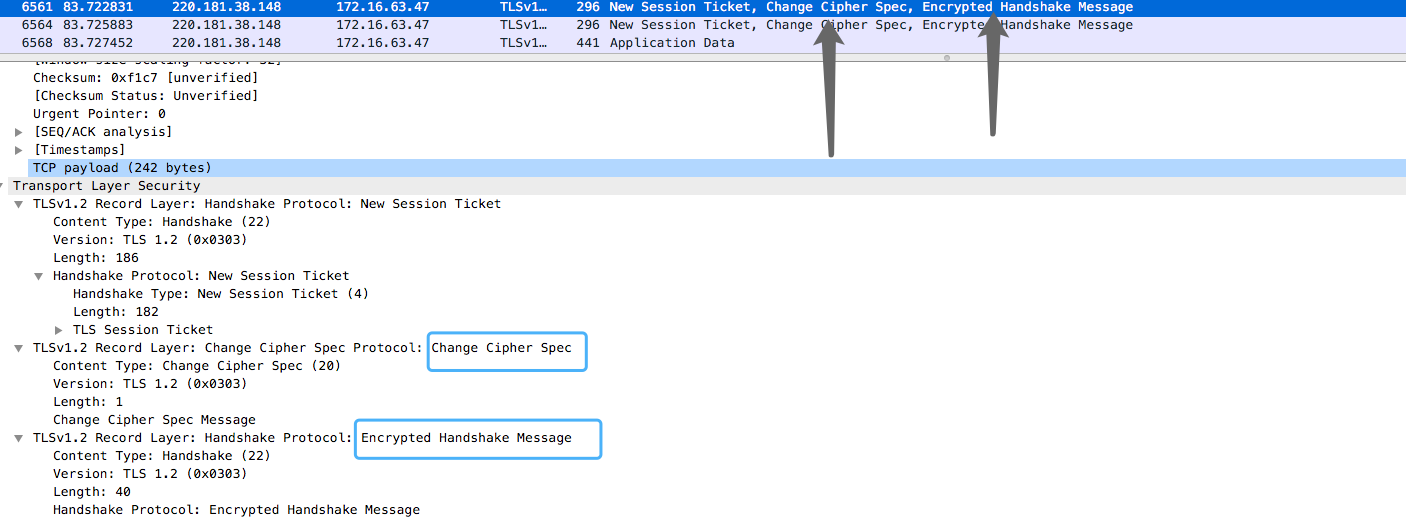 6561 83.722831 220.181.38.148 172.16.63.47 TLSv1… 296 New Session Ticket, Change Cipher Spec, Encrypted Handshake Message
6564 83.725883 220.181.38.148 172.16.63.47 TLSv1… 296 New Session Ticket, Change Cipher Spec, Encrypted Handshake Message
6568 83.727452 220.181.38.148 172.16.63.47 TLSv1… 441 Application Data
[Window size scaling factor: 32]
Checksum: 0xf1c7 [unverified]
[Checksum Status: Unverified]
Urgent Pointer: 0
[SEQ/ACK analysis]
[Timestamps]
TCP payload (242 bytes)
Transport Layer Security
TLSv1.2 Record Layer: Handshake Protocol: New Session Ticket
Content Type: Handshake (22)
Version: TLS 1.2 (0x0303)
Length: 186
Handshake Protocol: New Session Ticket
Handshake Type: New Session Ticket (4)
Length: 182
TLS Session Ticket
TLSv1.2 Record Layer: Change Cipher Spec Protocol: Change Cipher Spec
Content Type: Change Cipher Spec (20)
Version: TLS 1.2 (0x0303)
Length: 1
Change Cipher Spec Message
TLSv1.2 Record Layer: Handshake Protocol: Encrypted Handshake Message
Content Type: Handshake (22)
Version: TLS 1.2 (0x0303)
Length: 40
Handshake Protocol: Encrypted Handshake Message